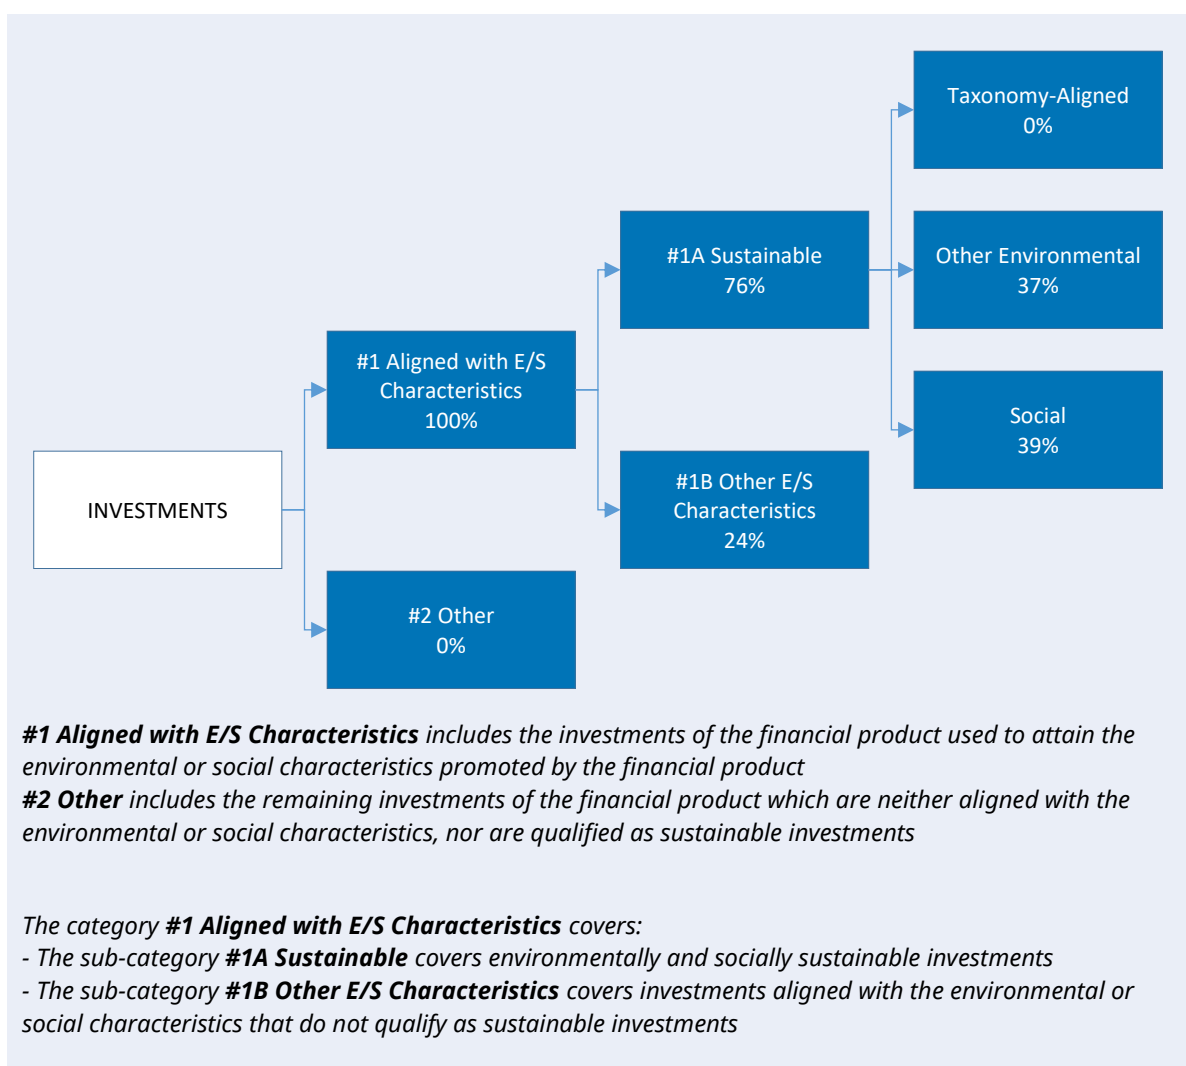 Taxonomy-Aligned
0%
#1A Sustainable
76%
Other Environmental
37%
#1 Aligned with E/S
Characteristics
100%
Social
39%
#1B Other E/S
Characteristics
24%
INVESTMENTS
#2 Other
0%
#1 Aligned with E/S Characteristics includes the investments of the financial product used to attain the
environmental or social characteristics promoted by the financial product
#2 Other includes the remaining investments of the financial product which are neither aligned with the
environmental or social characteristics, nor are qualified as sustainable investments
The category #1 Aligned with E/S Characteristics covers:
- The sub-category #1A Sustainable covers environmentally and socially sustainable investments
- The sub-category #1B Other E/S Characteristics covers investments aligned with the environmental or
social characteristics that do not qualify as sustainable investments